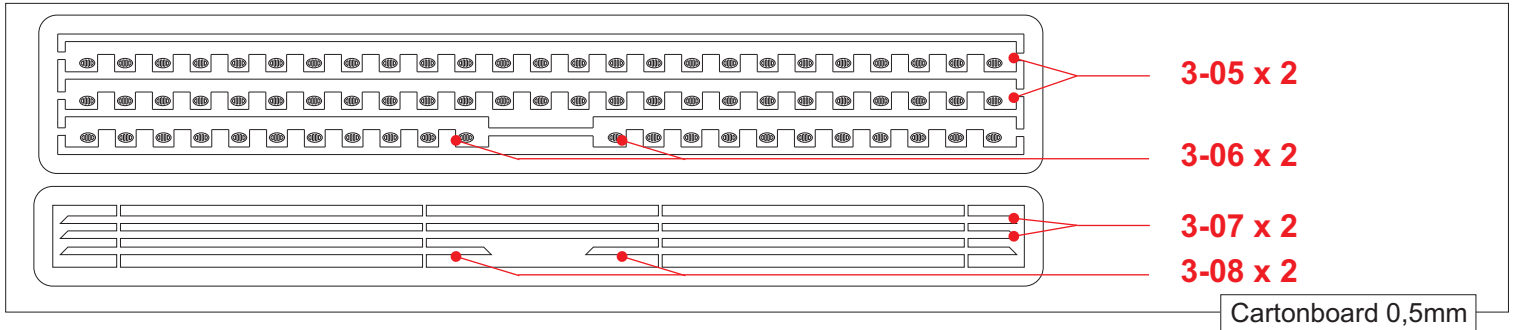 3-05 x 2
3-06 x 2
3-07 x 2
3-08 x 2
Cartonboard 0,5mm